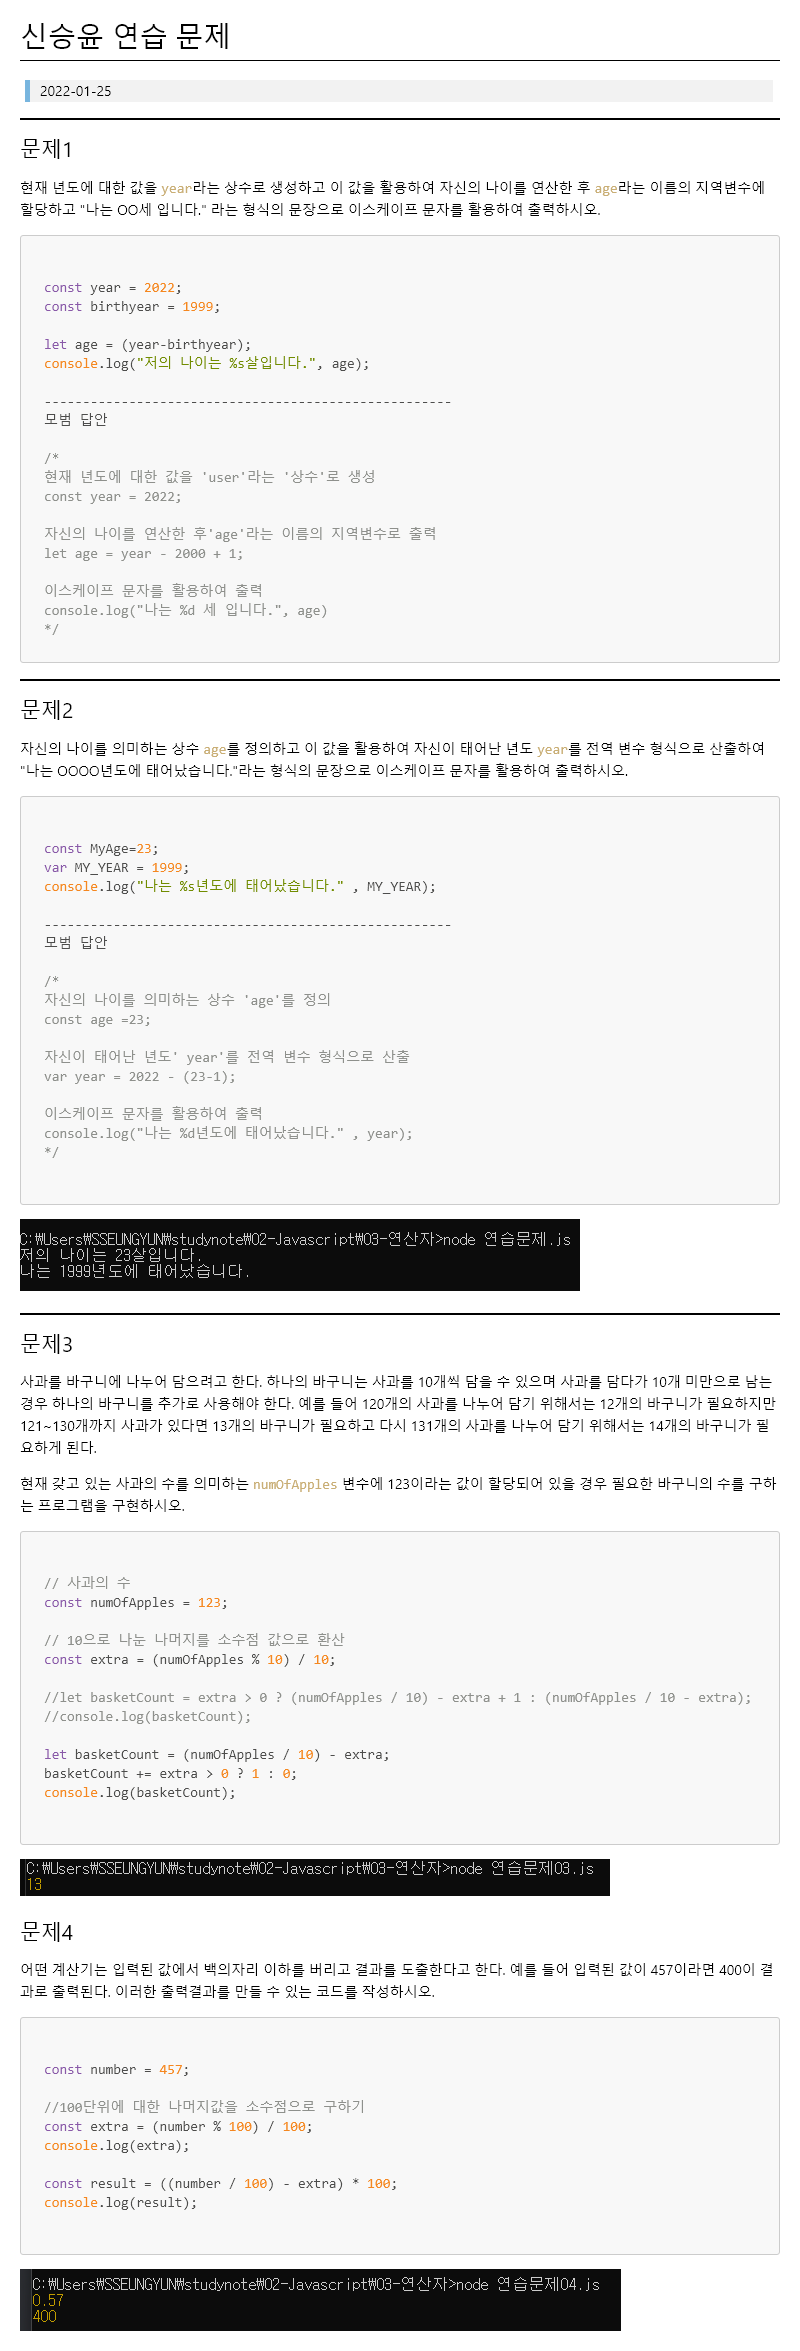 신승윤 연습 문제
2022-01-25
문제1
현재 년도에 대한 값을 year라는 상수로 생성하고 이 값을 활용하여 자신의 나이를 연산한 후 age라는 이름의 지역변수에
할당하고 "나는 OO세 입니다." 라는 형식의 문장으로 이스케이프 문자를 활용하여 출력하시오.
const year = 2022;
const birthyear = 1999;
let age = (year-birthyear);
console.log("저의 나이는 %s살입니다.", age);
-----------------------------------------------------
모범 답안
/*
현재 년도에 대한 값을 'user'라는 '상수'로 생성
const year = 2022;
자신의 나이를 연산한 후'age'라는 이름의 지역변수로 출력
let age = year - 2000 + 1;
이스케이프 문자를 활용하여 출력
console.log("나는 %d 세 입니다.", age)
*/
문제2
자신의 나이를 의미하는 상수 age를 정의하고 이 값을 활용하여 자신이 태어난 년도 year를 전역 변수 형식으로 산출하여
"나는 OOOO년도에 태어났습니다."라는 형식의 문장으로 이스케이프 문자를 활용하여 출력하시오.
const MyAge=23;
var MY_YEAR = 1999;
console.log("나는 %s년도에 태어났습니다." , MY_YEAR);
-----------------------------------------------------
모범 답안
/*
자신의 나이를 의미하는 상수 'age'를 정의
const age =23;
자신이 태어난 년도' year'를 전역 변수 형식으로 산출
var year = 2022 - (23-1);
이스케이프 문자를 활용하여 출력
console.log("나는 %d년도에 태어났습니다." , year);
*/
C:₩Users₩SSEUNGYUN₩studynote₩02-Javascript₩03-연산자>node 연습문제.js
저의 나이는 23살입니다.
나는 1999년도에 태어났습니다.
문제3
사과를 바구니에 나누어 담으려고 한다. 하나의 바구니는 사과를 10개씩 담을 수 있으며 사과를 담다가 10개 미만으로 남는
경우 하나의 바구니를 추가로 사용해야 한다. 예를 들어 120개의 사과를 나누어 담기 위해서는 12개의 바구니가 필요하지만
121~130개까지 사과가 있다면 13개의 바구니가 필요하고 다시 131개의 사과를 나누어 담기 위해서는 14개의 바구니가 필
요하게 된다.
현재 갖고 있는 사과의 수를 의미하는 numOfApples 변수에 123이라는 값이 할당되어 있을 경우 필요한 바구니의 수를 구하
는 프로그램을 구현하시오.
// 사과의 수
const numOfApples = 123;
// 10으로 나눈 나머지를 소수점 값으로 환산
const extra = (numOfApples % 10) / 10;
//let basketCount = extra > 0 ? (numOfApples / 10) - extra + 1 : (numOfApples / 10 - extra);
//console.log(basketCount);
let basketCount = (numOfApples / 10) - extra;
basketCount += extra > 0 ? 1 : 0;
console.log(basketCount);
C:₩Users₩SSEUNGYUN₩studynote₩02-Javascript₩03-연산자>node 연습문제03.js
13
문제4
어떤 계산기는 입력된 값에서 백의자리 이하를 버리고 결과를 도출한다고 한다. 예를 들어 입력된 값이 457이라면 400이 결
과로 출력된다. 이러한 출력결과를 만들 수 있는 코드를 작성하시오.
const number = 457;
//100단위에 대한 나머지값을 소수점으로 구하기
const extra = (number % 100) / 100;
console.log(extra);
const result = ((number / 100) - extra) * 100;
console.log(result);
C:₩Users₩SSEUNGYUN₩studynote₩02-Javascript₩03-연산자>node 연습문제04.js
0.57
400